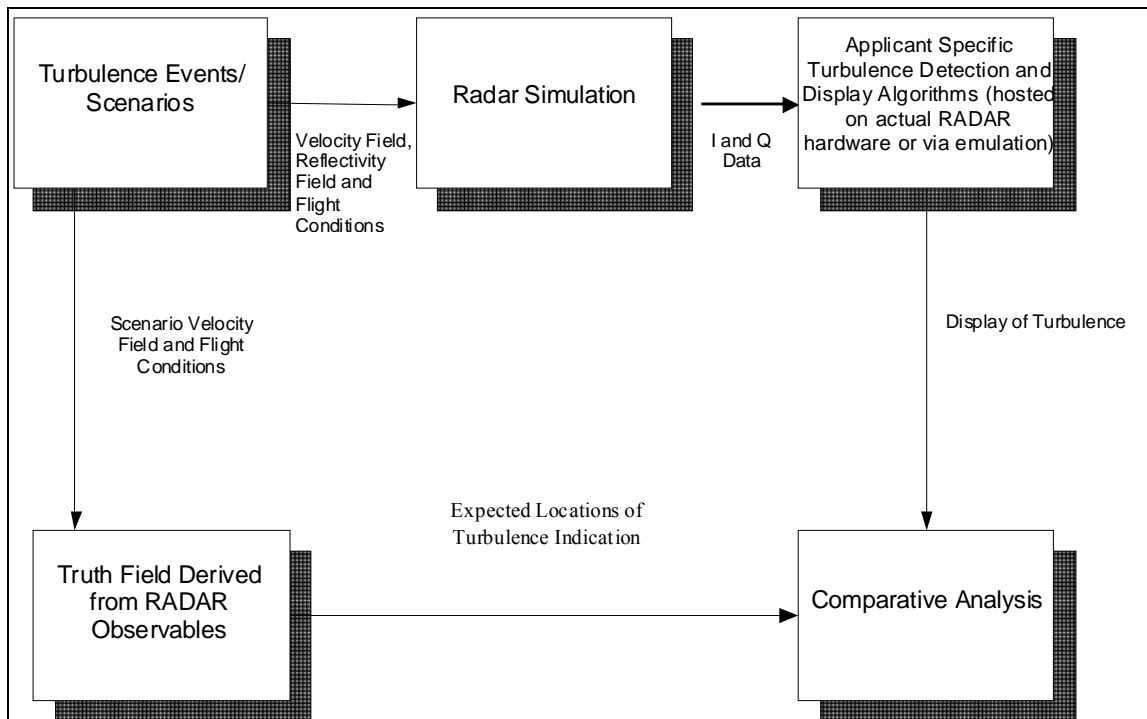 Turbulence Events/
Scenarios
Velocity Field,
Reflectivity
Field and
Flight
Conditions
Radar Simulation
I and Q
Data
Applicant Specific
Turbulence Detection and
Display Algorithms (hosted
on actual RADAR
hardware or via emulation)
Scenario Velocity
Field and Flight
Conditions
Display of Turbulence
Truth Field Derived
from RADAR
Observables
Expected Locations of
Turbulence Indication
Comparative Analysis